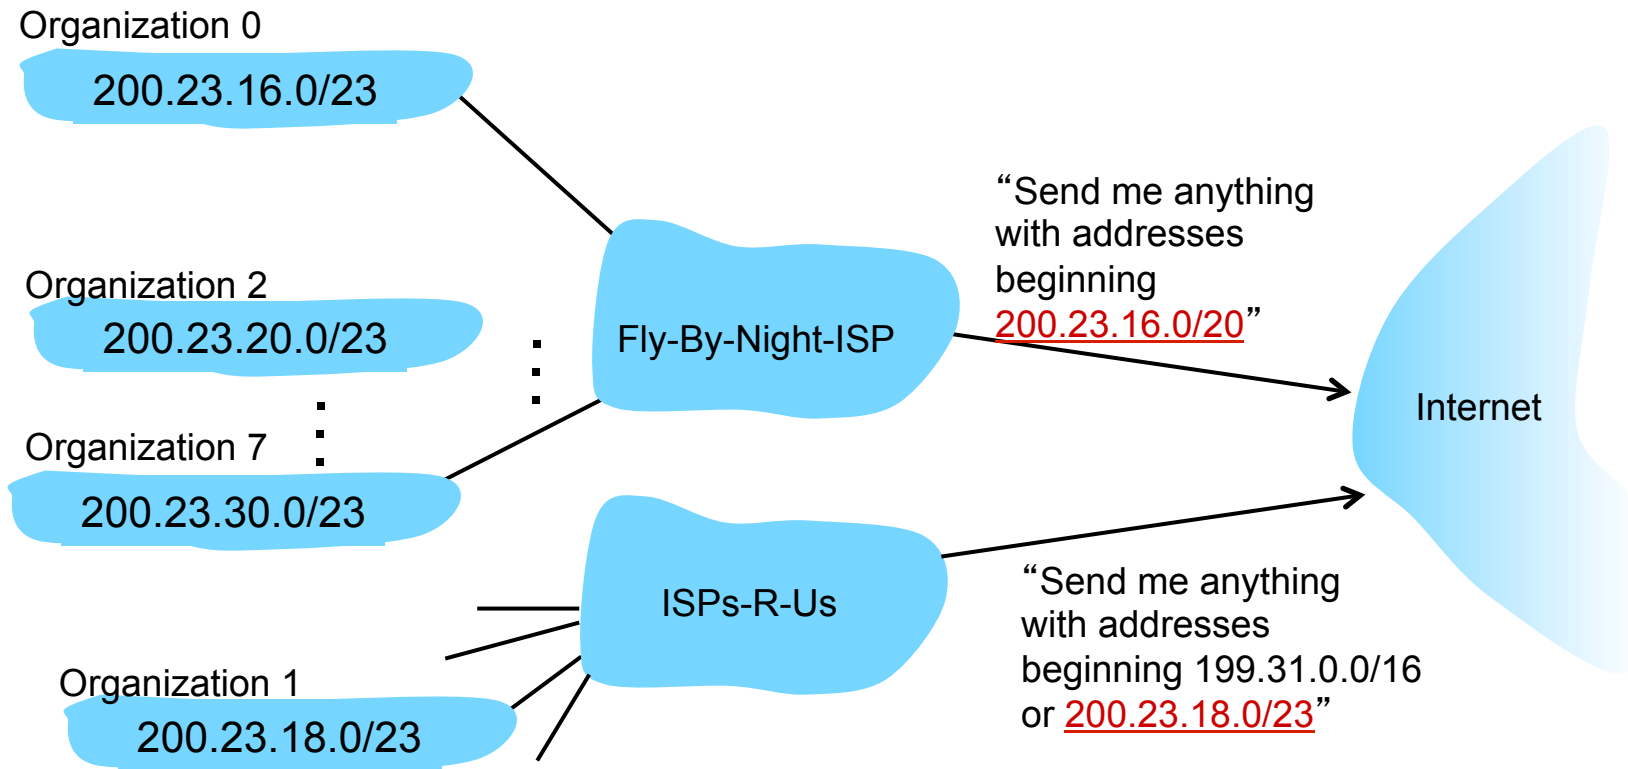 Organization 0
200.23.16.0/23
Organization 2
200.23.20.0/23
Organization 7
200.23.30.0/23
Organization 1
200.23.18.0/23
Fly-By-Night-ISP
ISPs-R-Us
“Send me anything
with addresses
beginning
200.23.16.0/20”
“Send me anything
with addresses
beginning 199.31.0.0/16
or 200.23.18.0/23”
Internet